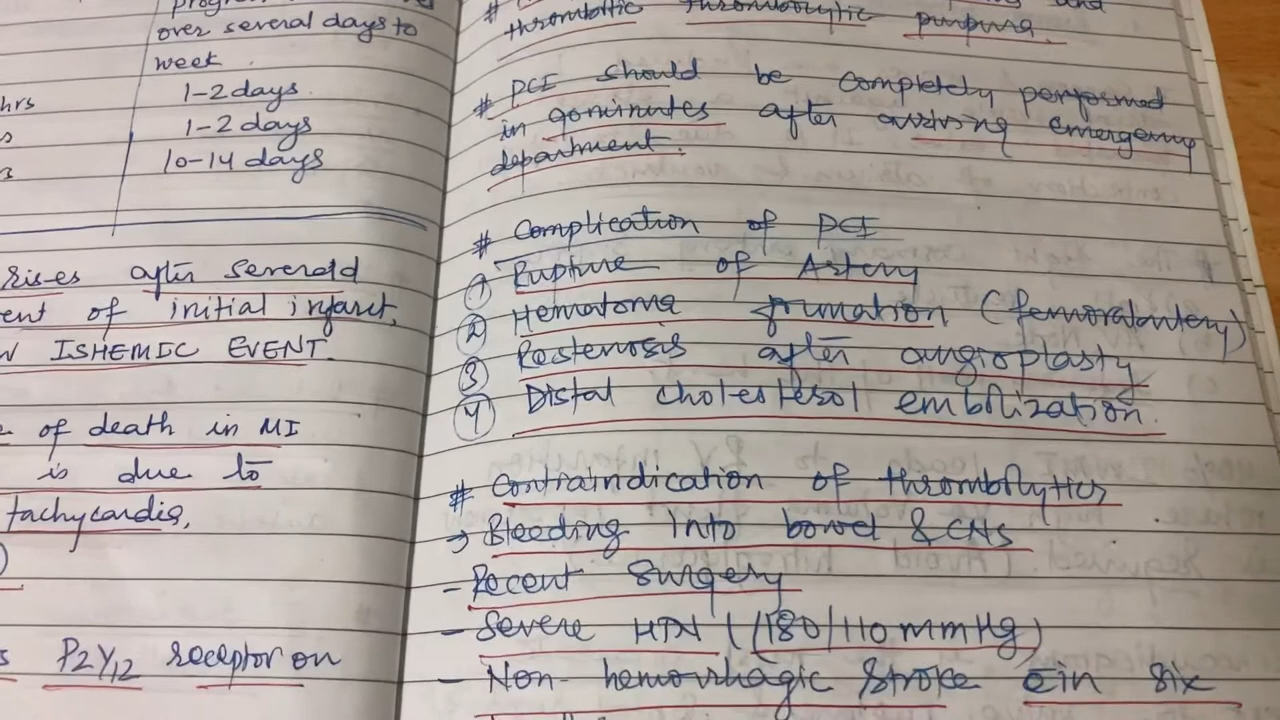 over several days to
week
hrs 1-2 days
s 1-2 days
10-14 days
rises after severeld
ent of initial infarct,
ISHEMIC EVENT.
of death in MI
is due to
tachycardia,
P2Y12 receptor on
# and
thrombotic thrombocytic purpura.
# PCI should be completely performed
in 90 minutes after arriving emergency
department.
# Complication of PCI
① Rupture of Artery
② Hematoma frmation (femoral artery)
③ Restenosis after angioplasty
④ Distal cholesterol embolization.
# Contraindication of thrombolytics
→ Bleeding into bowel & CNS
- Recent surgery
- Severe HTN (/180/110 mmHg)
- Non-hemorrhagic stroke in six